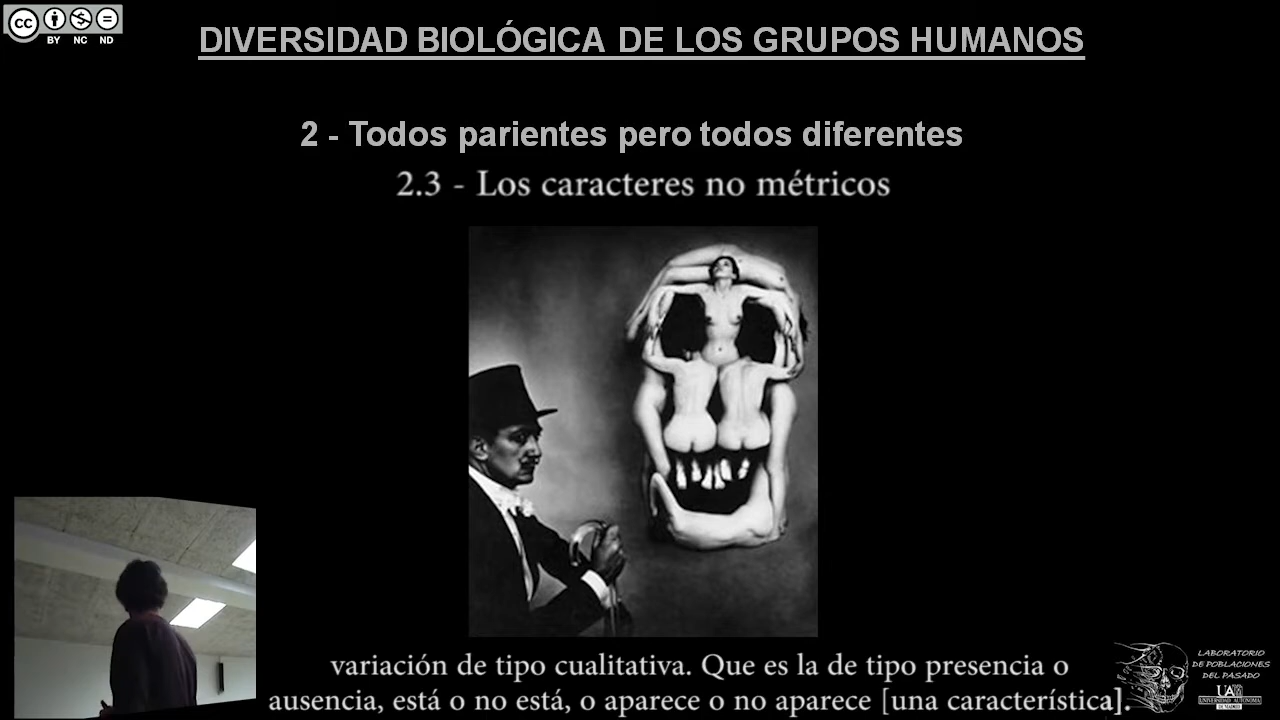 cc
BY NC ND
DIVERSIDAD BIOLÓGICA DE LOS GRUPOS HUMANOS
2 - Todos parientes pero todos diferentes
2.3 - Los caracteres no métricos
variación de tipo cualitativa. Que es la de tipo presencia o
ausencia, está o no está, o aparece o no aparece [una característica].
LABORATORIO
DE POBLACIONES
DEL PASADO
UA
UNIVERSIDAD AUTONOMA
DE MADRID